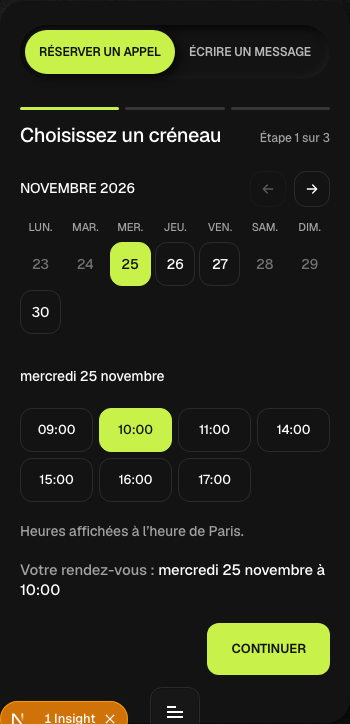 RÉSERVER UN APPEL ÉCRIRE UN MESSAGE
Choisissez un créneau Étape 1 sur 3
NOVEMBRE 2026 ← →
LUN. MAR. MER. JEU. VEN. SAM. DIM.
23 24 25 26 27 28 29
30
mercredi 25 novembre
09:00 10:00 11:00 14:00
15:00 16:00 17:00
Heures affichées à l'heure de Paris.
Votre rendez-vous : mercredi 25 novembre à
10:00
CONTINUER
N 1 Insight ×